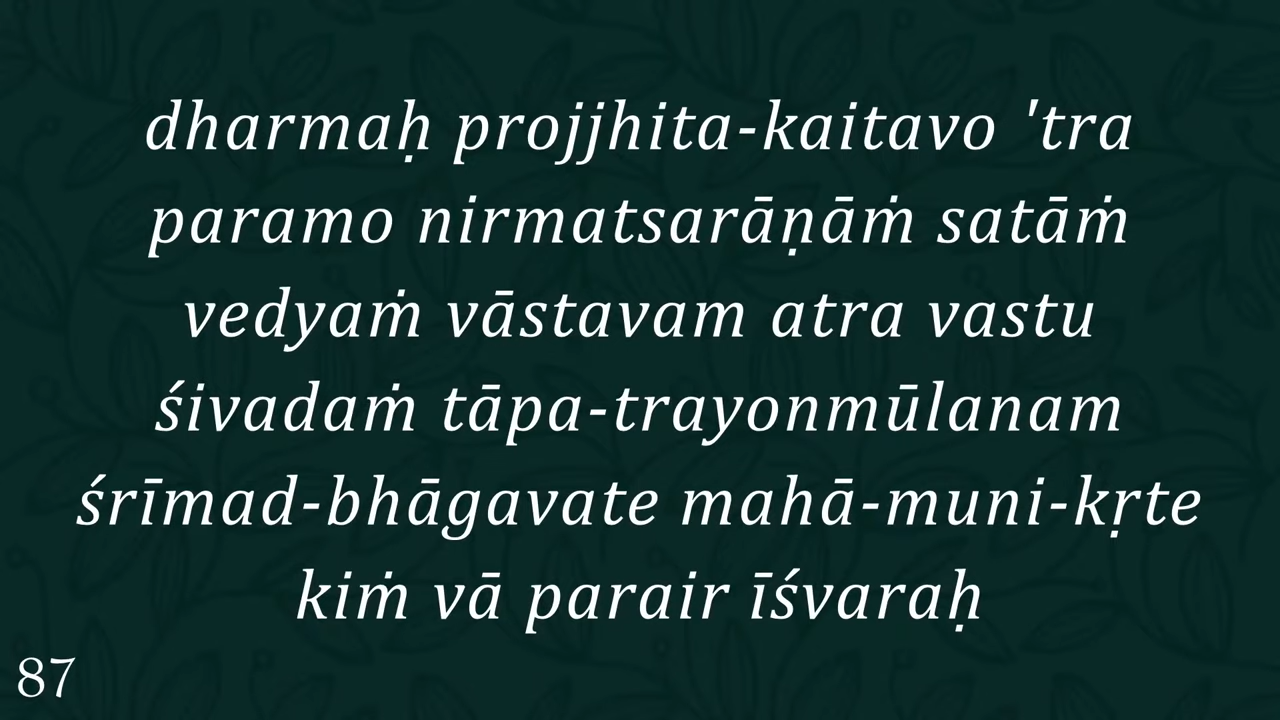 dharmaḥ projjhita-kaitavo 'tra
paramo nirmatsarāṇāṁ satāṁ
vedyaṁ vāstavam atra vastu
śivadaṁ tāpa-trayonmūlanam
śrīmad-bhāgavate mahā-muni-kṛte
kiṁ vā parair īśvaraḥ
87